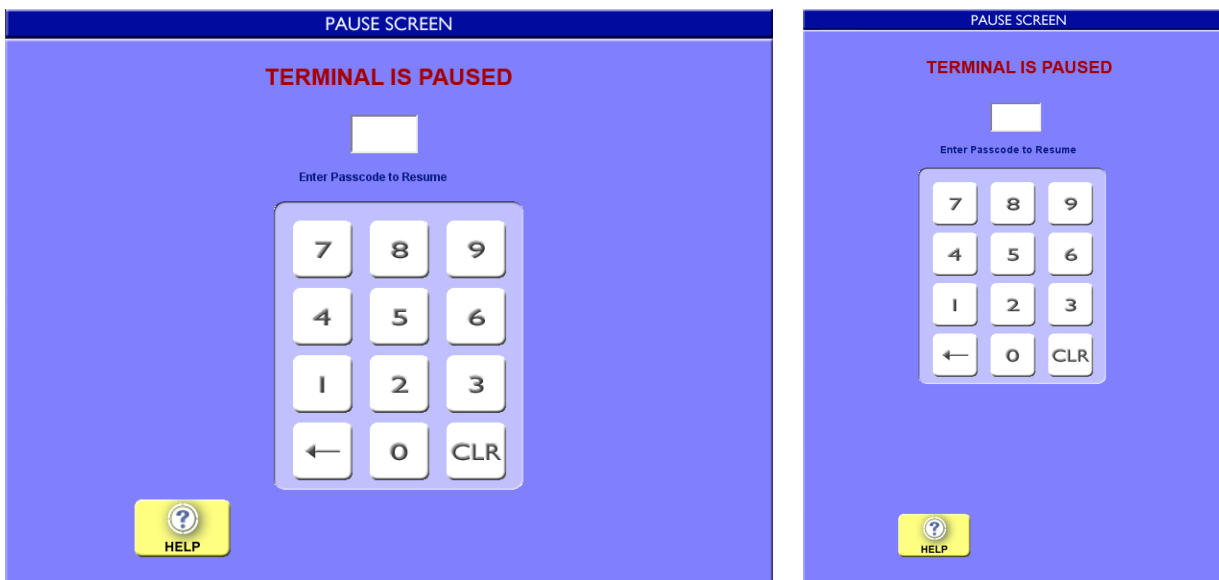 PAUSE SCREEN
TERMINAL IS PAUSED
Enter Passcode to Resume
7 8 9
4 5 6
1 2 3
← 0 CLR
?
HELP
PAUSE SCREEN
TERMINAL IS PAUSED
Enter Passcode to Resume
7 8 9
4 5 6
1 2 3
← 0 CLR
?
HELP